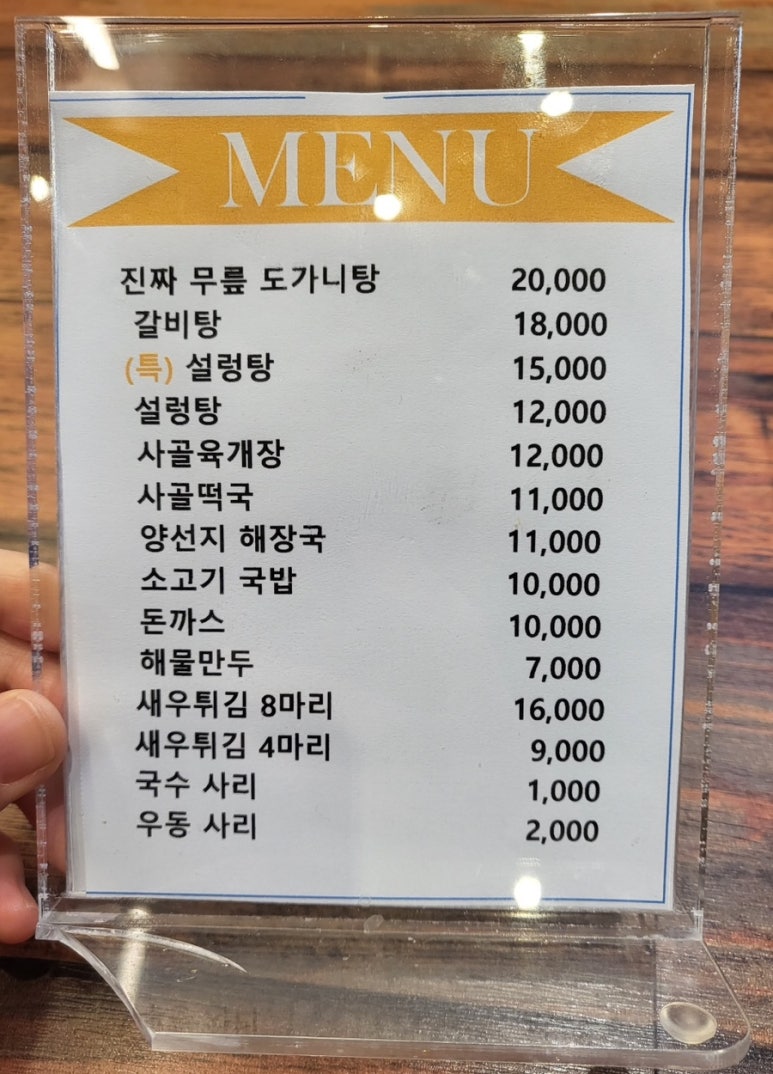 MENU
진짜 무릎 도가니탕 20,000
갈비탕 18,000
(특) 설렁탕 15,000
설렁탕 12,000
사골육개장 12,000
사골떡국 11,000
양선지 해장국 11,000
소고기 국밥 10,000
돈까스 10,000
해물만두 7,000
새우튀김 8마리 16,000
새우튀김 4마리 9,000
국수 사리 1,000
우동 사리 2,000